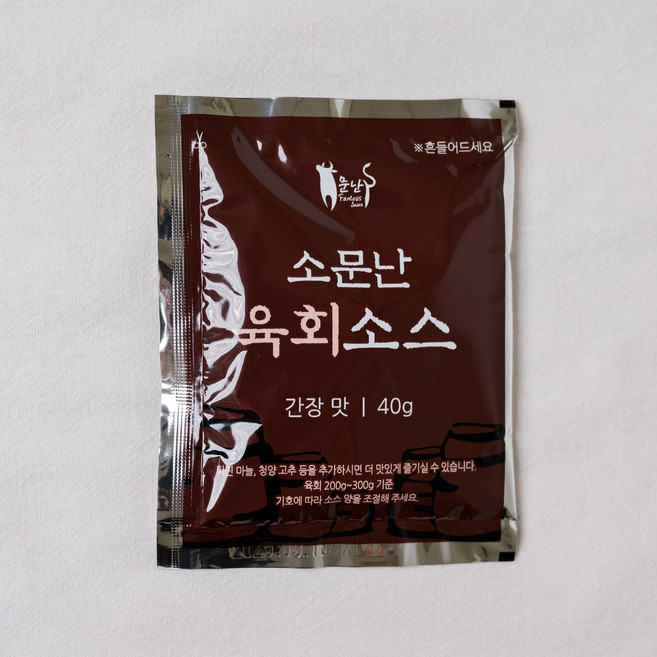 ※흔들어드세요
문난
Famous
Sauce
소문난
육회소스
간장 맛 | 40g
다진 마늘, 청양 고추 등을 추가하시면 더 맛있게 즐기실 수 있습니다.
육회 200g~300g 기준
기호에 따라 소스 양을 조절해 주세요.